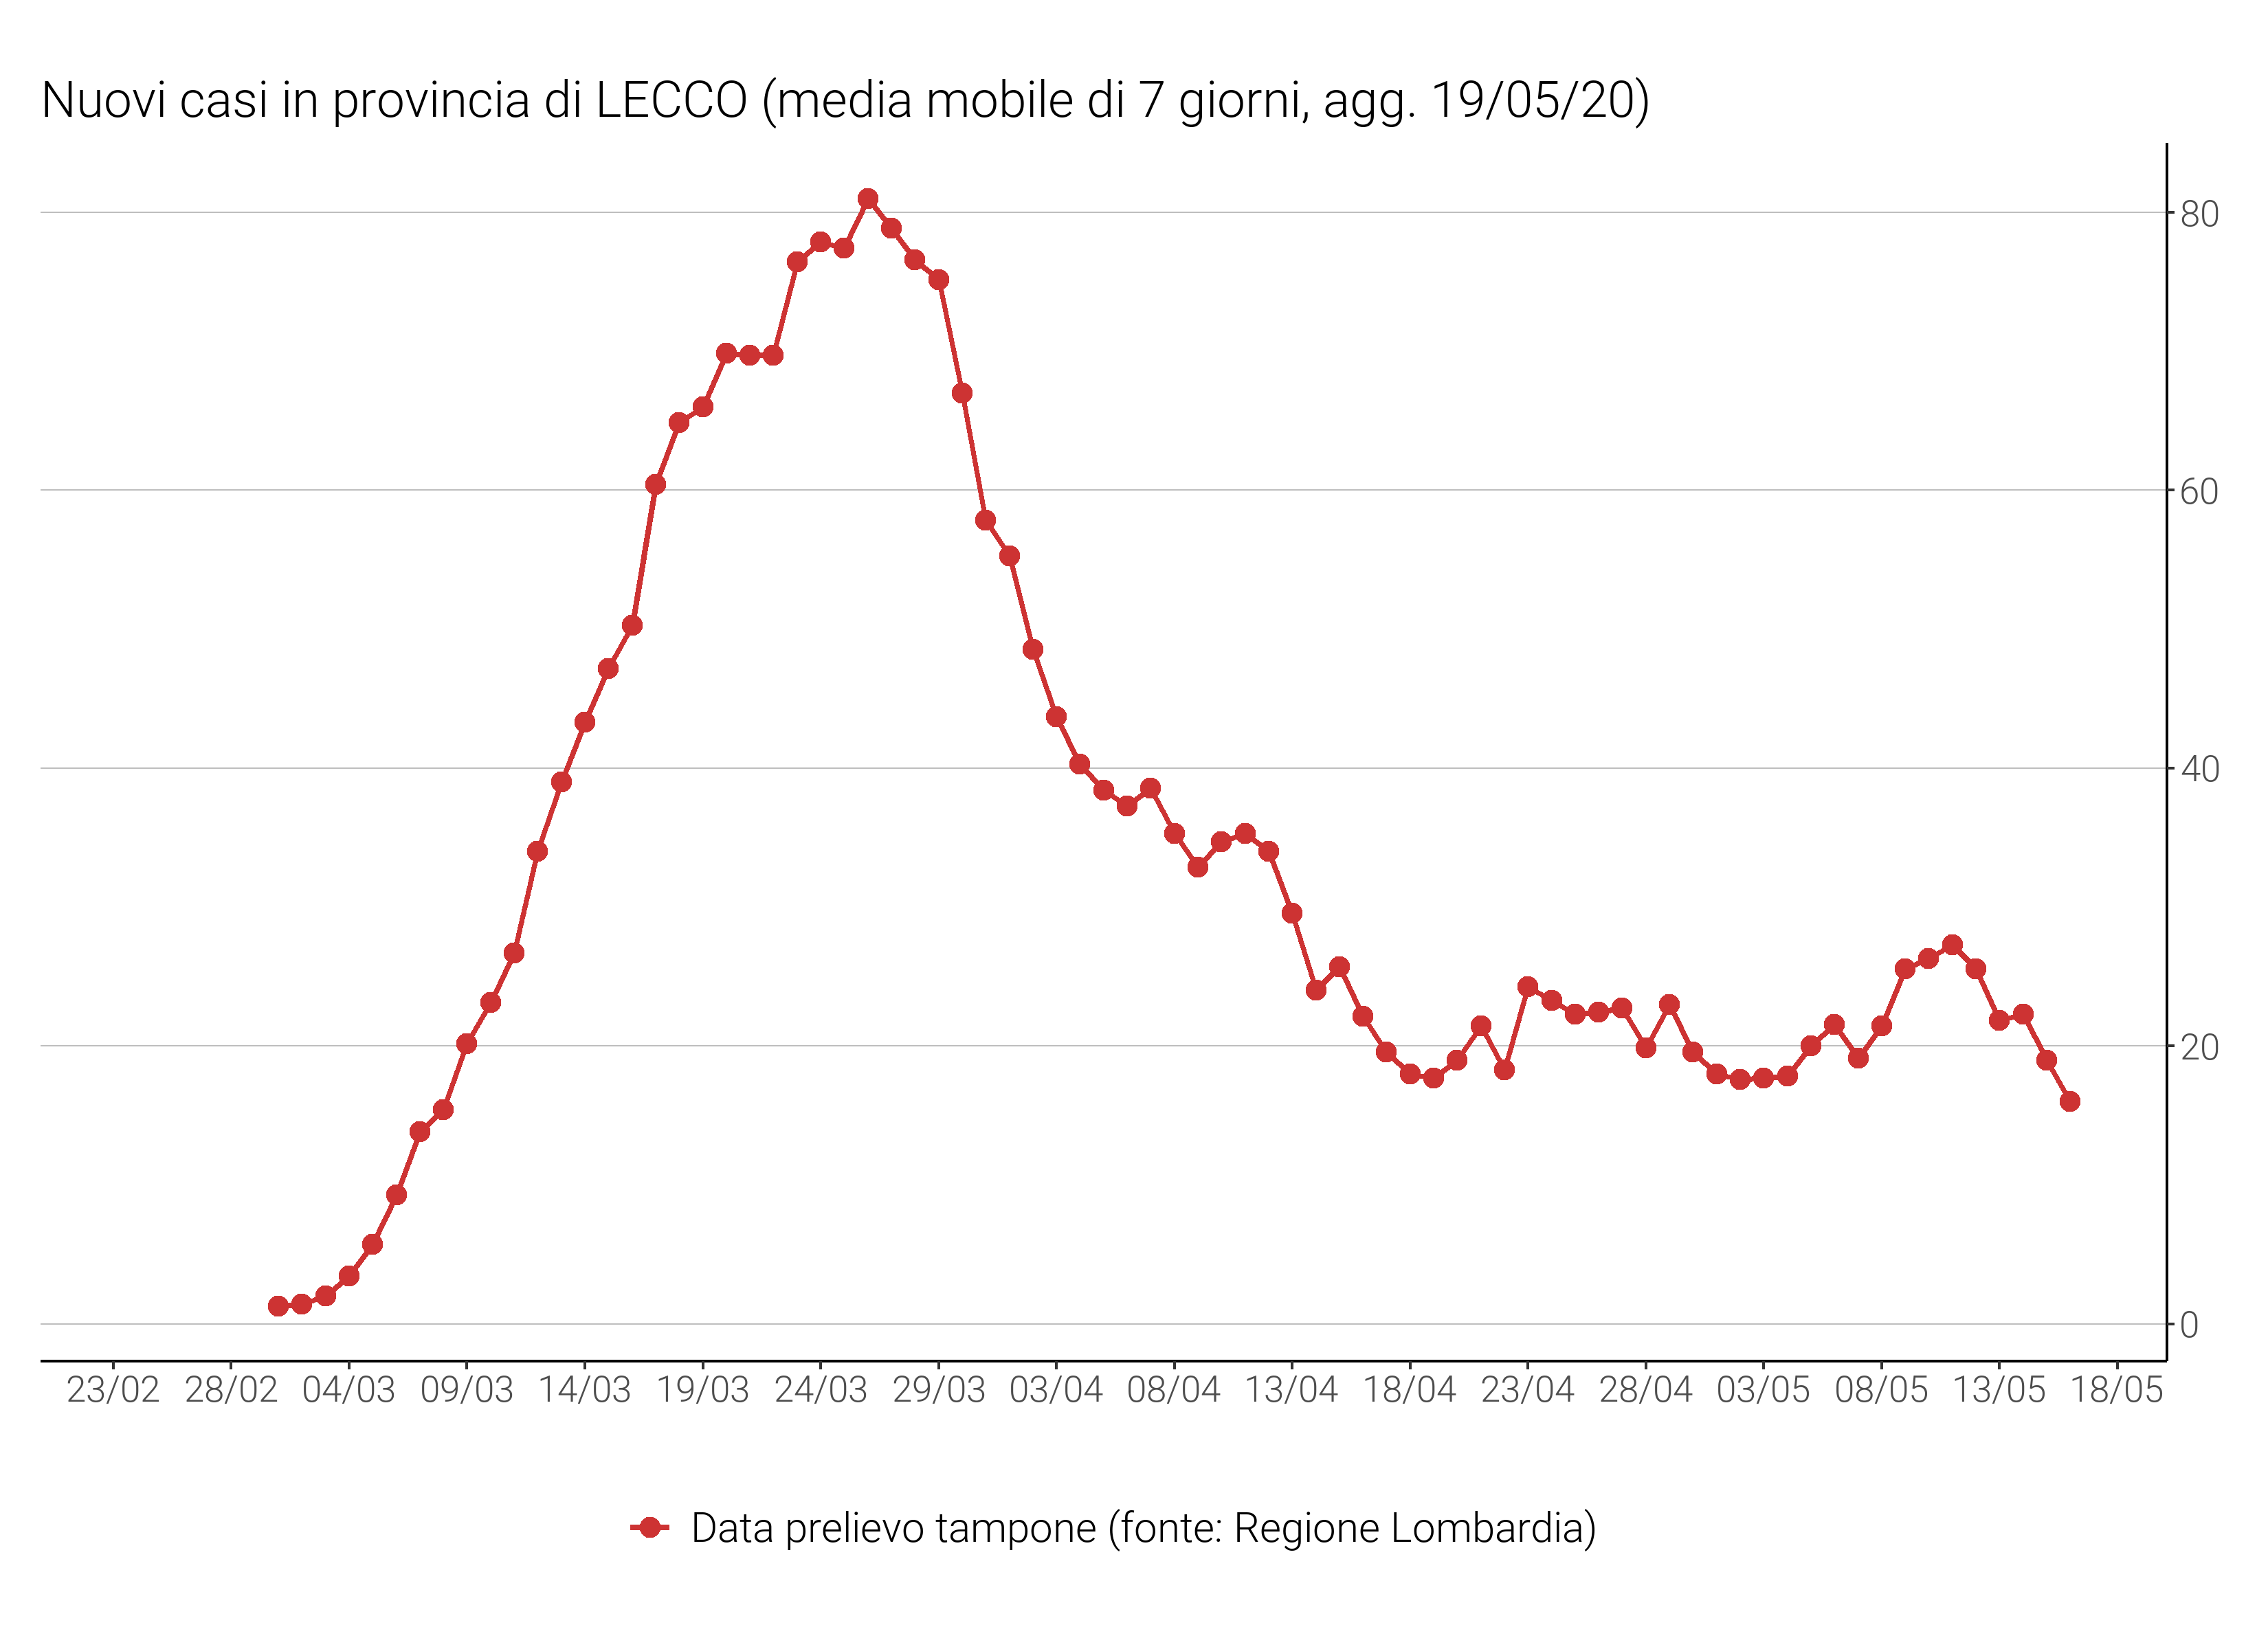 Nuovi casi in provincia di LECCO (media mobile di 7 giorni, agg. 19/05/20)
80
60
40
20
0
23/02 28/02 04/03 09/03 14/03 19/03 24/03 29/03 03/04 08/04 13/04 18/04 23/04 28/04 03/05 08/05 13/05 18/05
Data prelievo tampone (fonte: Regione Lombardia)